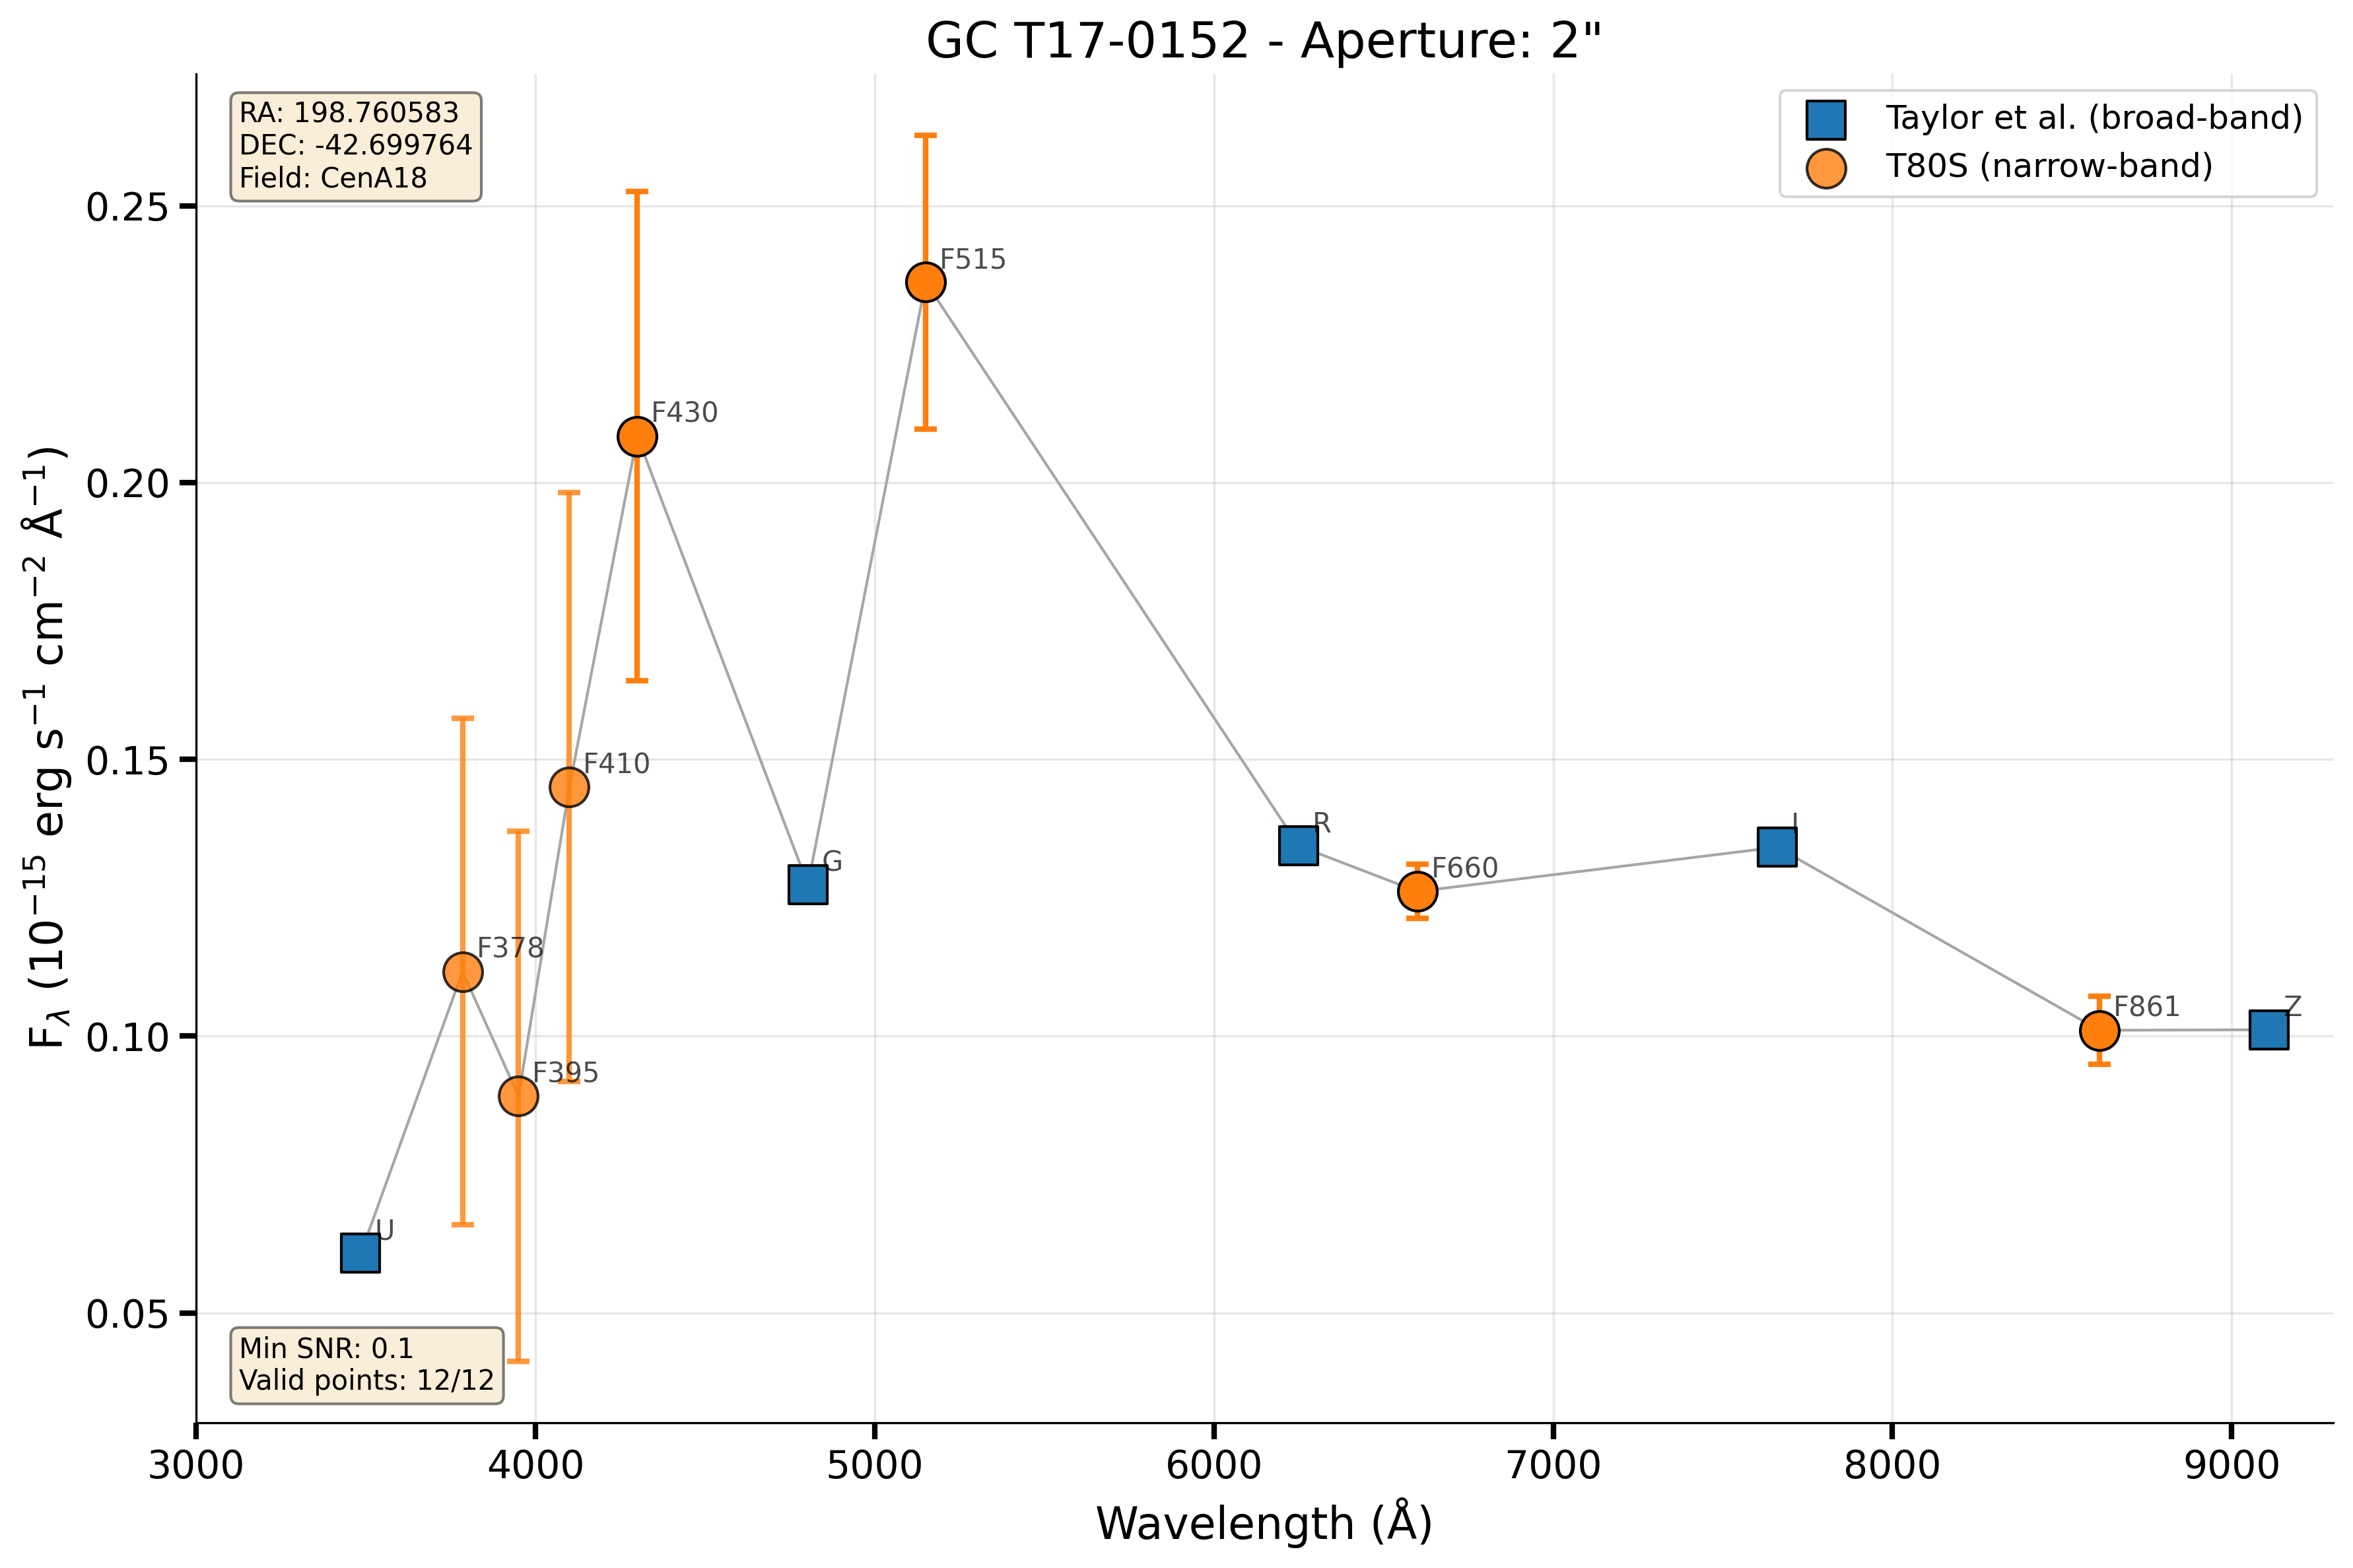 GC T17-0152 - Aperture: 2"
RA: 198.760583
DEC: -42.699764
Field: CenA18
Taylor et al. (broad-band)
T80S (narrow-band)
F515
F430
F410
F378
F395
U
G
R
F660
I
F861
Z
Min SNR: 0.1
Valid points: 12/12
0.25
0.20
0.15
0.10
0.05
3000 4000 5000 6000 7000 8000 9000
Wavelength (Å)
Fλ (10⁻¹⁵ erg s⁻¹ cm⁻² Å⁻¹)